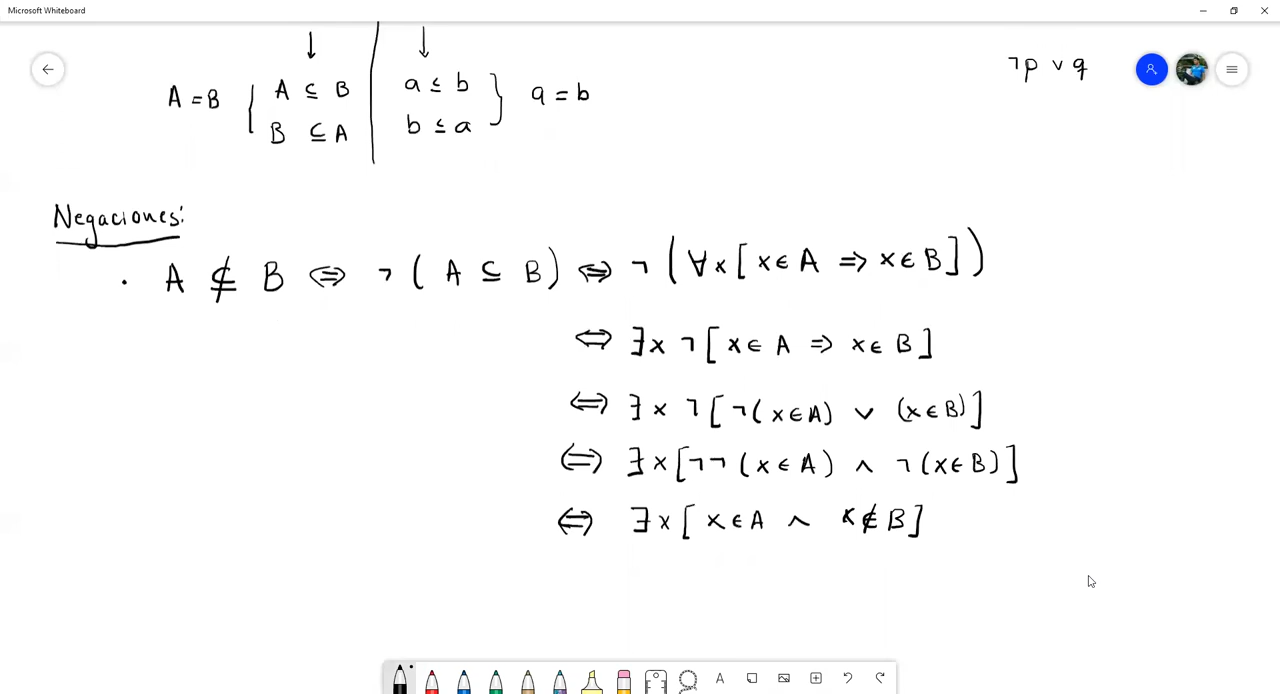 Microsoft Whiteboard
↓ ↓
¬p ∨ q
A = B { A ⊆ B | a ≤ b } a = b
B ⊆ A | b ≤ a
Negaciones:
· A ⊈ B ⇔ ¬ ( A ⊆ B ) ⇔ ¬ ( ∀x [ x ∈ A ⇒ x ∈ B ] )
⇔ ∃x ¬ [ x ∈ A ⇒ x ∈ B ]
⇔ ∃x ¬ [ ¬ ( x ∈ A ) ∨ ( x ∈ B ) ]
⇔ ∃x [ ¬¬ ( x ∈ A ) ∧ ¬ ( x ∈ B ) ]
⇔ ∃x [ x ∈ A ∧ x ∉ B ]